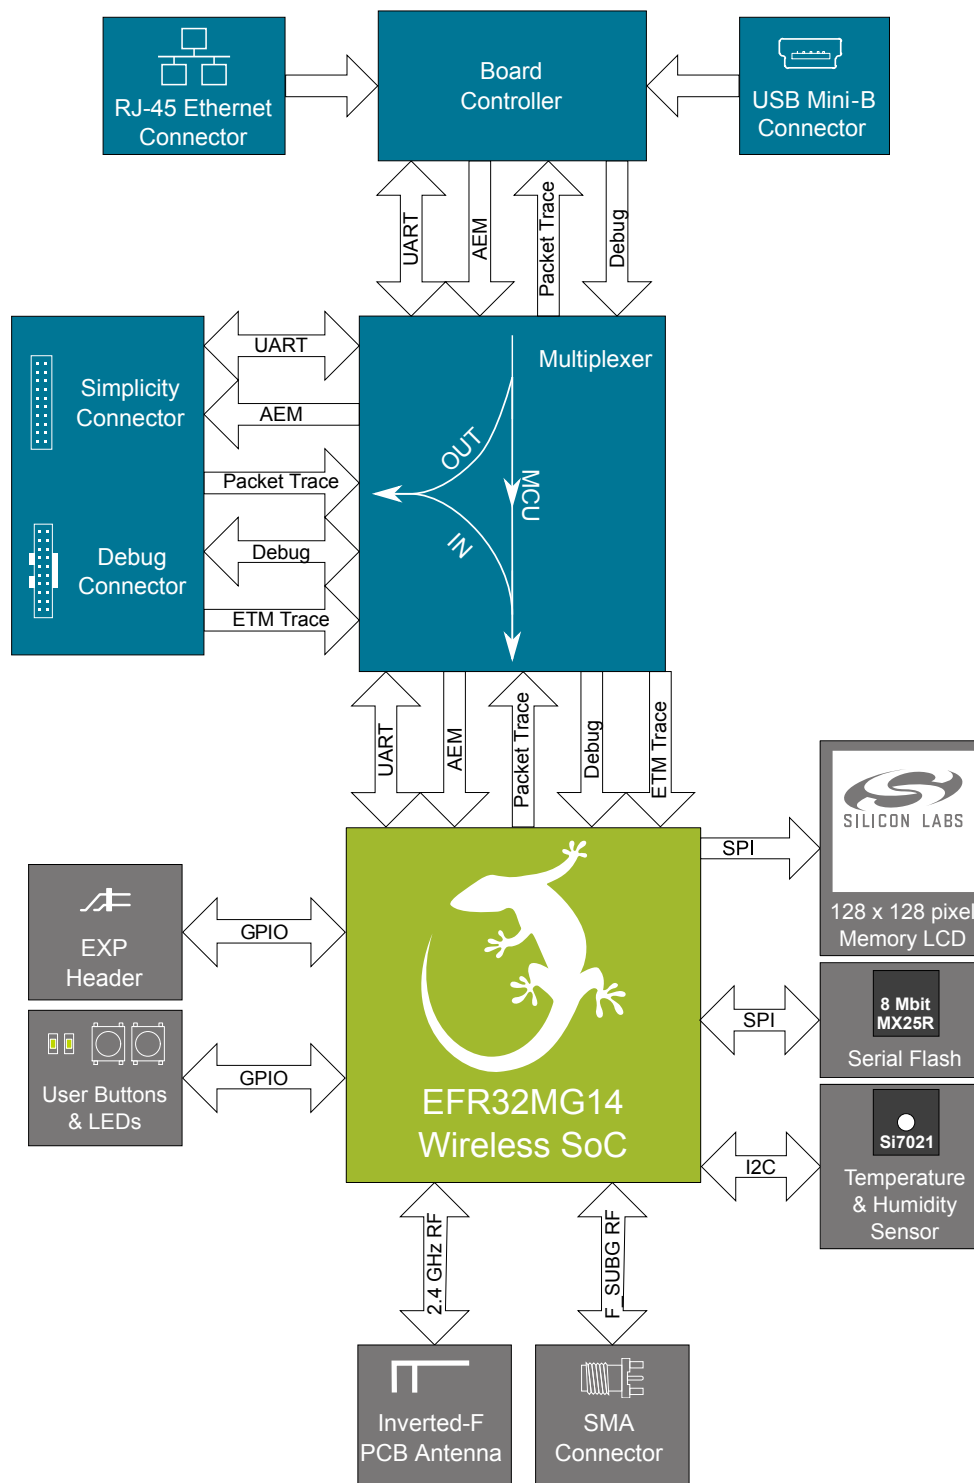 RJ-45 Ethernet
Connector
Board
Controller
USB Mini-B
Connector
UART
AEM
Packet Trace
Debug
Simplicity
Connector
Debug
Connector
UART
AEM
Packet Trace
Debug
ETM Trace
Multiplexer
OUT
MCU
IN
UART
AEM
Packet Trace
Debug
ETM Trace
EXP
Header
GPIO
User Buttons
& LEDs
GPIO
EFR32MG14
Wireless SoC
SPI
SILICON LABS
128 x 128 pixel
Memory LCD
SPI
8 Mbit
MX25R
Serial Flash
I2C
Si7021
Temperature
& Humidity
Sensor
2.4 GHz RF
F_SUBG RF
Inverted-F
PCB Antenna
SMA
Connector